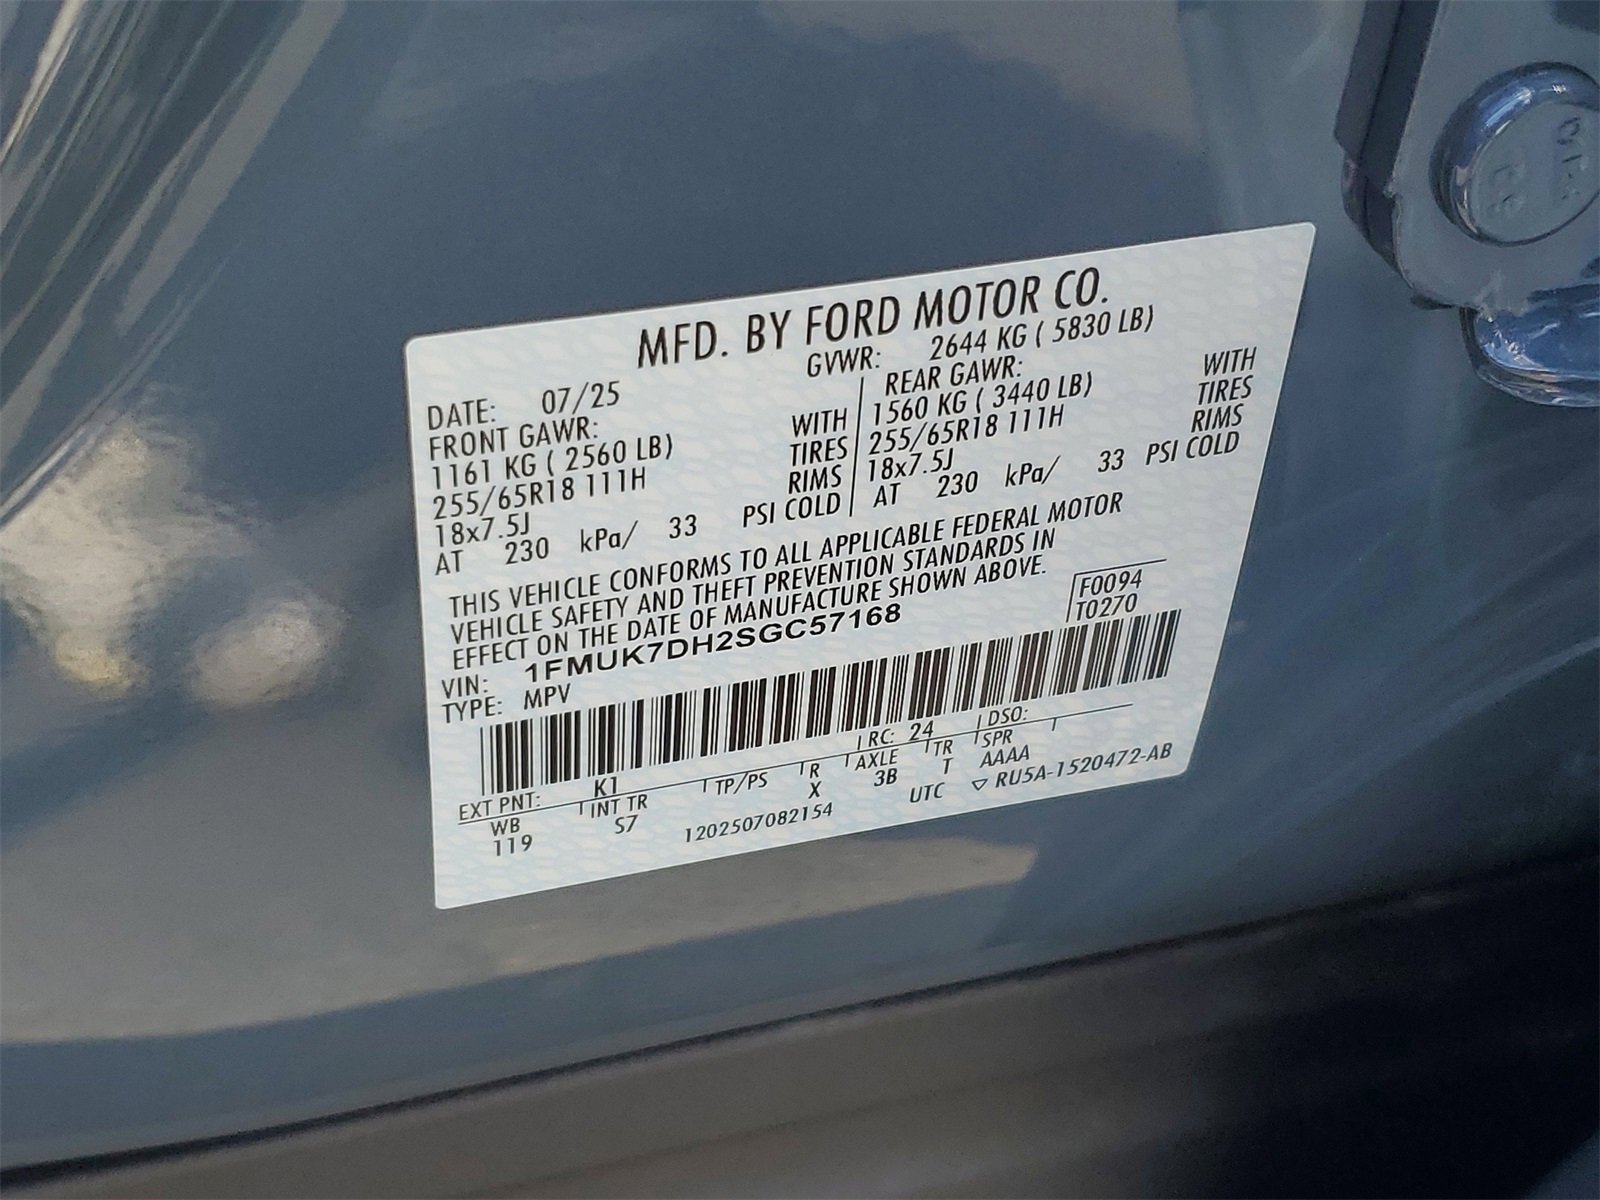 MFD. BY FORD MOTOR CO.
DATE: 07/25 GVWR: 2644 KG ( 5830 LB)
FRONT GAWR: REAR GAWR:
1161 KG ( 2560 LB) WITH 1560 KG ( 3440 LB) WITH
255/65R18 111H TIRES 255/65R18 111H TIRES
18x7.5J RIMS 18x7.5J RIMS
AT 230 kPa/ 33 PSI COLD AT 230 kPa/ 33 PSI COLD
THIS VEHICLE CONFORMS TO ALL APPLICABLE FEDERAL MOTOR
VEHICLE SAFETY AND THEFT PREVENTION STANDARDS IN
EFFECT ON THE DATE OF MANUFACTURE SHOWN ABOVE.
VIN: 1FMUK7DH2SGC57168 F0094
TYPE: MPV T0270
EXT PNT: K1 RC: 24 DSO:
WB INT TR TP/PS R AXLE TR SPR
119 S7 X 3B T AAAA
1202507082154 UTC ▽ RU5A-1520472-AB